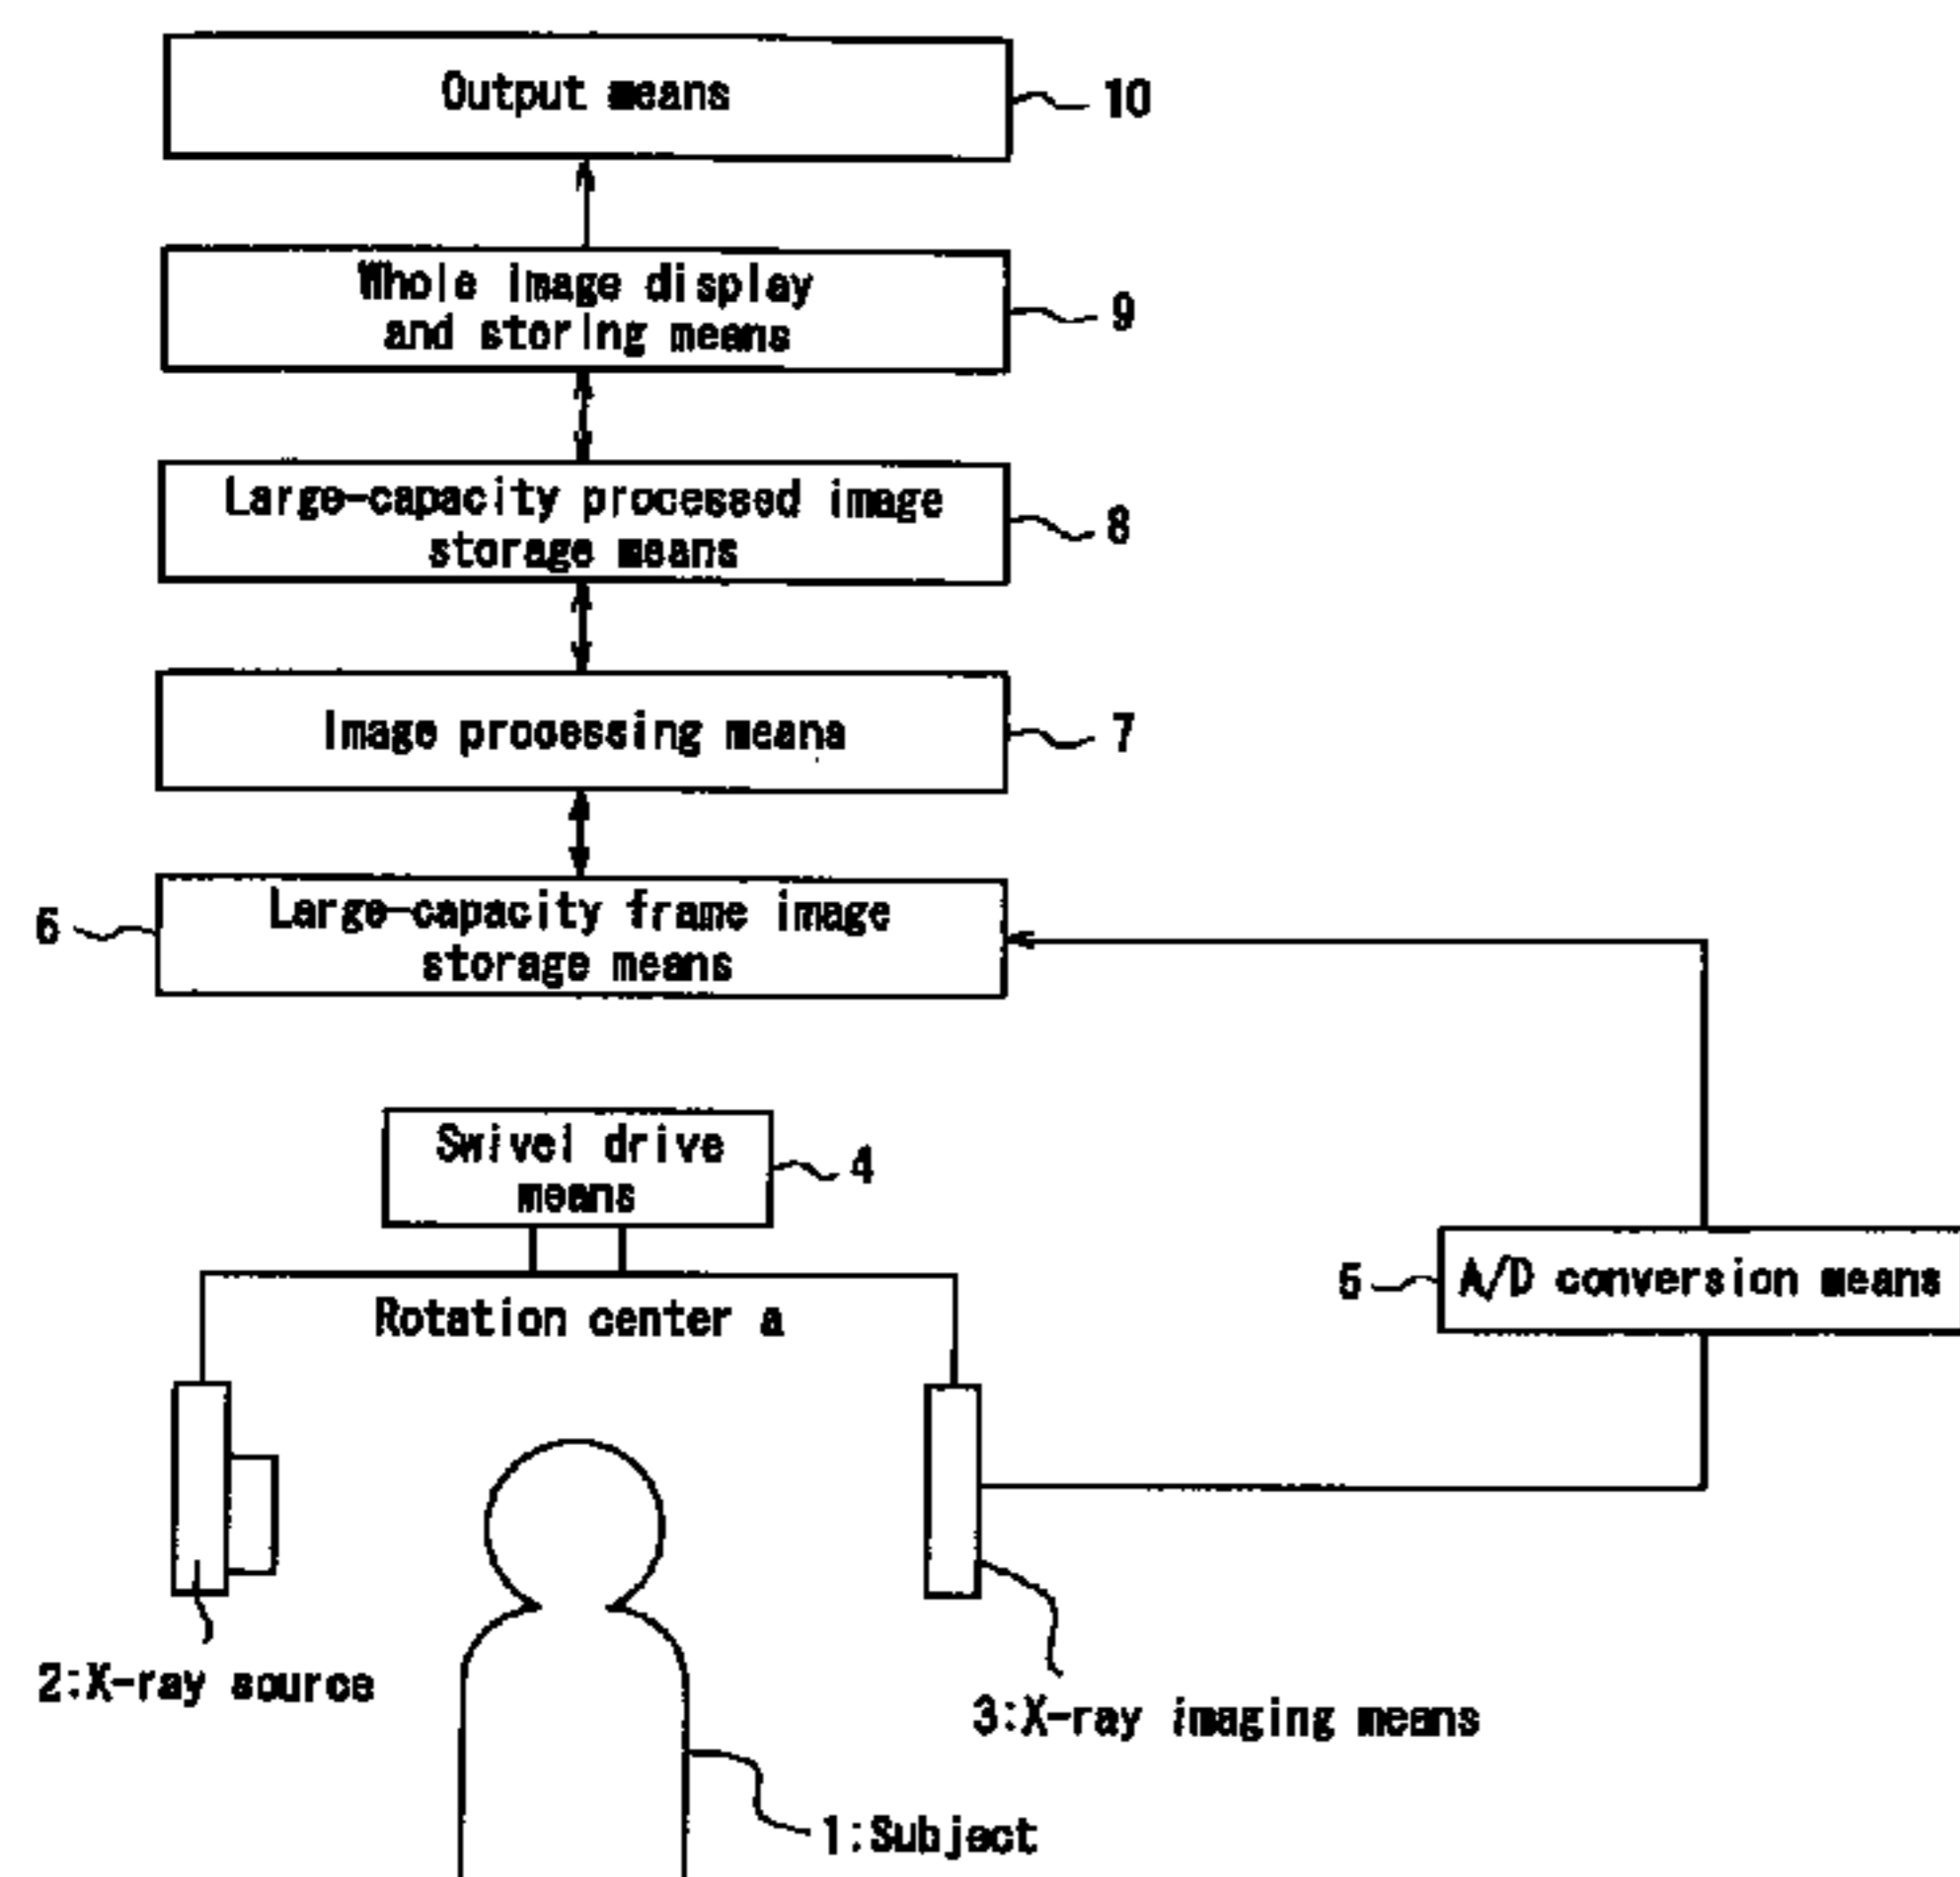 Output means
10
Whole image display
and storing means
9
Large-capacity processed image
storage means
8
Image processing means
7
6
Large-capacity frame image
storage means
Swivel drive
means
4
5
A/D conversion means
Rotation center a
2:X-ray source
3:X-ray imaging means
1:Subject